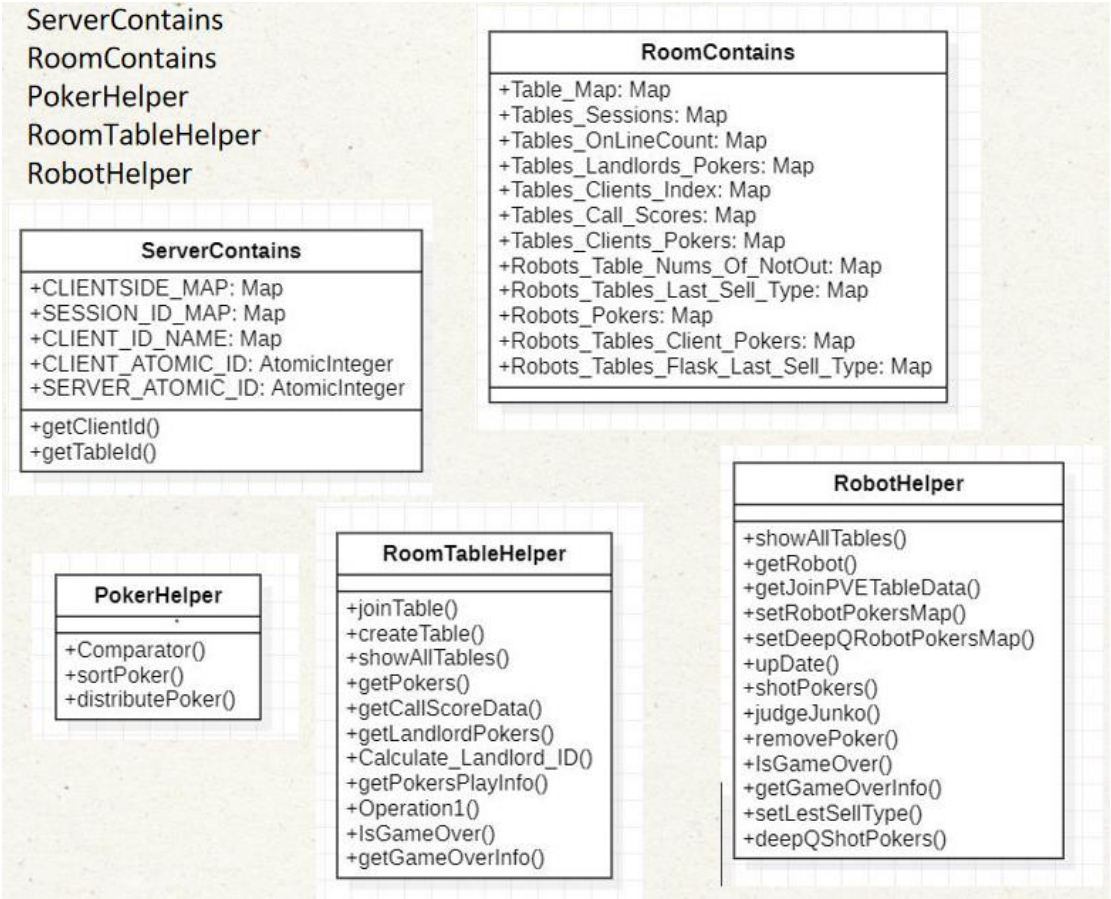 ServerContains
RoomContains
PokerHelper
RoomTableHelper
RobotHelper
RoomContains
+Table_Map: Map
+Tables_Sessions: Map
+Tables_OnLineCount: Map
+Tables_Landlords_Pokers: Map
+Tables_Clients_Index: Map
+Tables_Call_Scores: Map
+Tables_Clients_Pokers: Map
+Robots_Table_Nums_Of_NotOut: Map
+Robots_Tables_Last_Sell_Type: Map
+Robots_Pokers: Map
+Robots_Tables_Client_Pokers: Map
+Robots_Tables_Flask_Last_Sell_Type: Map
ServerContains
+CLIENTSIDE_MAP: Map
+SESSION_ID_MAP: Map
+CLIENT_ID_NAME: Map
+CLIENT_ATOMIC_ID: AtomicInteger
+SERVER_ATOMIC_ID: AtomicInteger
+getClientId()
+getTableId()
PokerHelper
+Comparator()
+sortPoker()
+distributePoker()
RoomTableHelper
+joinTable()
+createTable()
+showAllTables()
+getPokers()
+getCallScoreData()
+getLandlordPokers()
+Calculate_Landlord_ID()
+getPokersPlayInfo()
+Operation1()
+IsGameOver()
+getGameOverInfo()
RobotHelper
+showAllTables()
+getRobot()
+getJoinPVETableData()
+setRobotPokersMap()
+setDeepQRobotPokersMap()
+upDate()
+shotPokers()
+judgeJunko()
+removePoker()
+IsGameOver()
+getGameOverInfo()
+setLestSellType()
+deepQShotPokers()